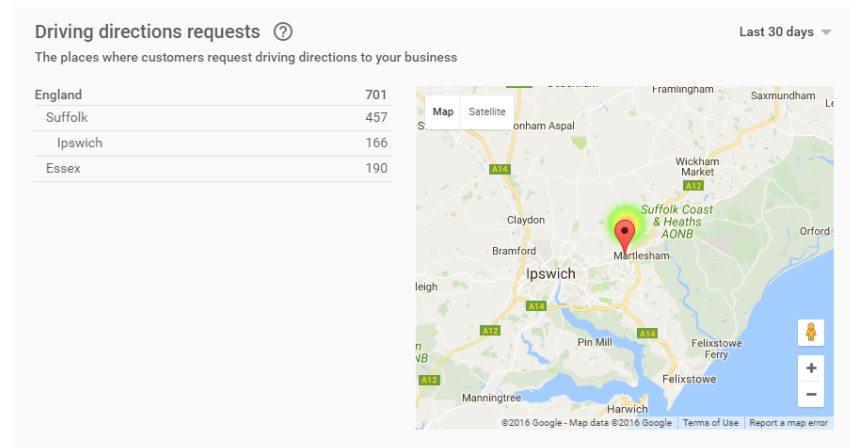 Driving directions requests
Last 30 days
The places where customers request driving directions to your business
England 701
Suffolk 457
Ipswich 166
Essex 190
Map Satellite
Framlingham
Saxmundham
onham Aspal
Wickham
Market
A14
A12
Suffolk Coast
& Heaths
AONB
Claydon
Orford
Bramford
Martlesham
Ipswich
leigh
A14
A12
A14
Pin Mill
Felixstowe
Ferry
A12
Felixstowe
Manningtree
Harwich
©2016 Google - Map data ©2016 Google Terms of Use Report a map error